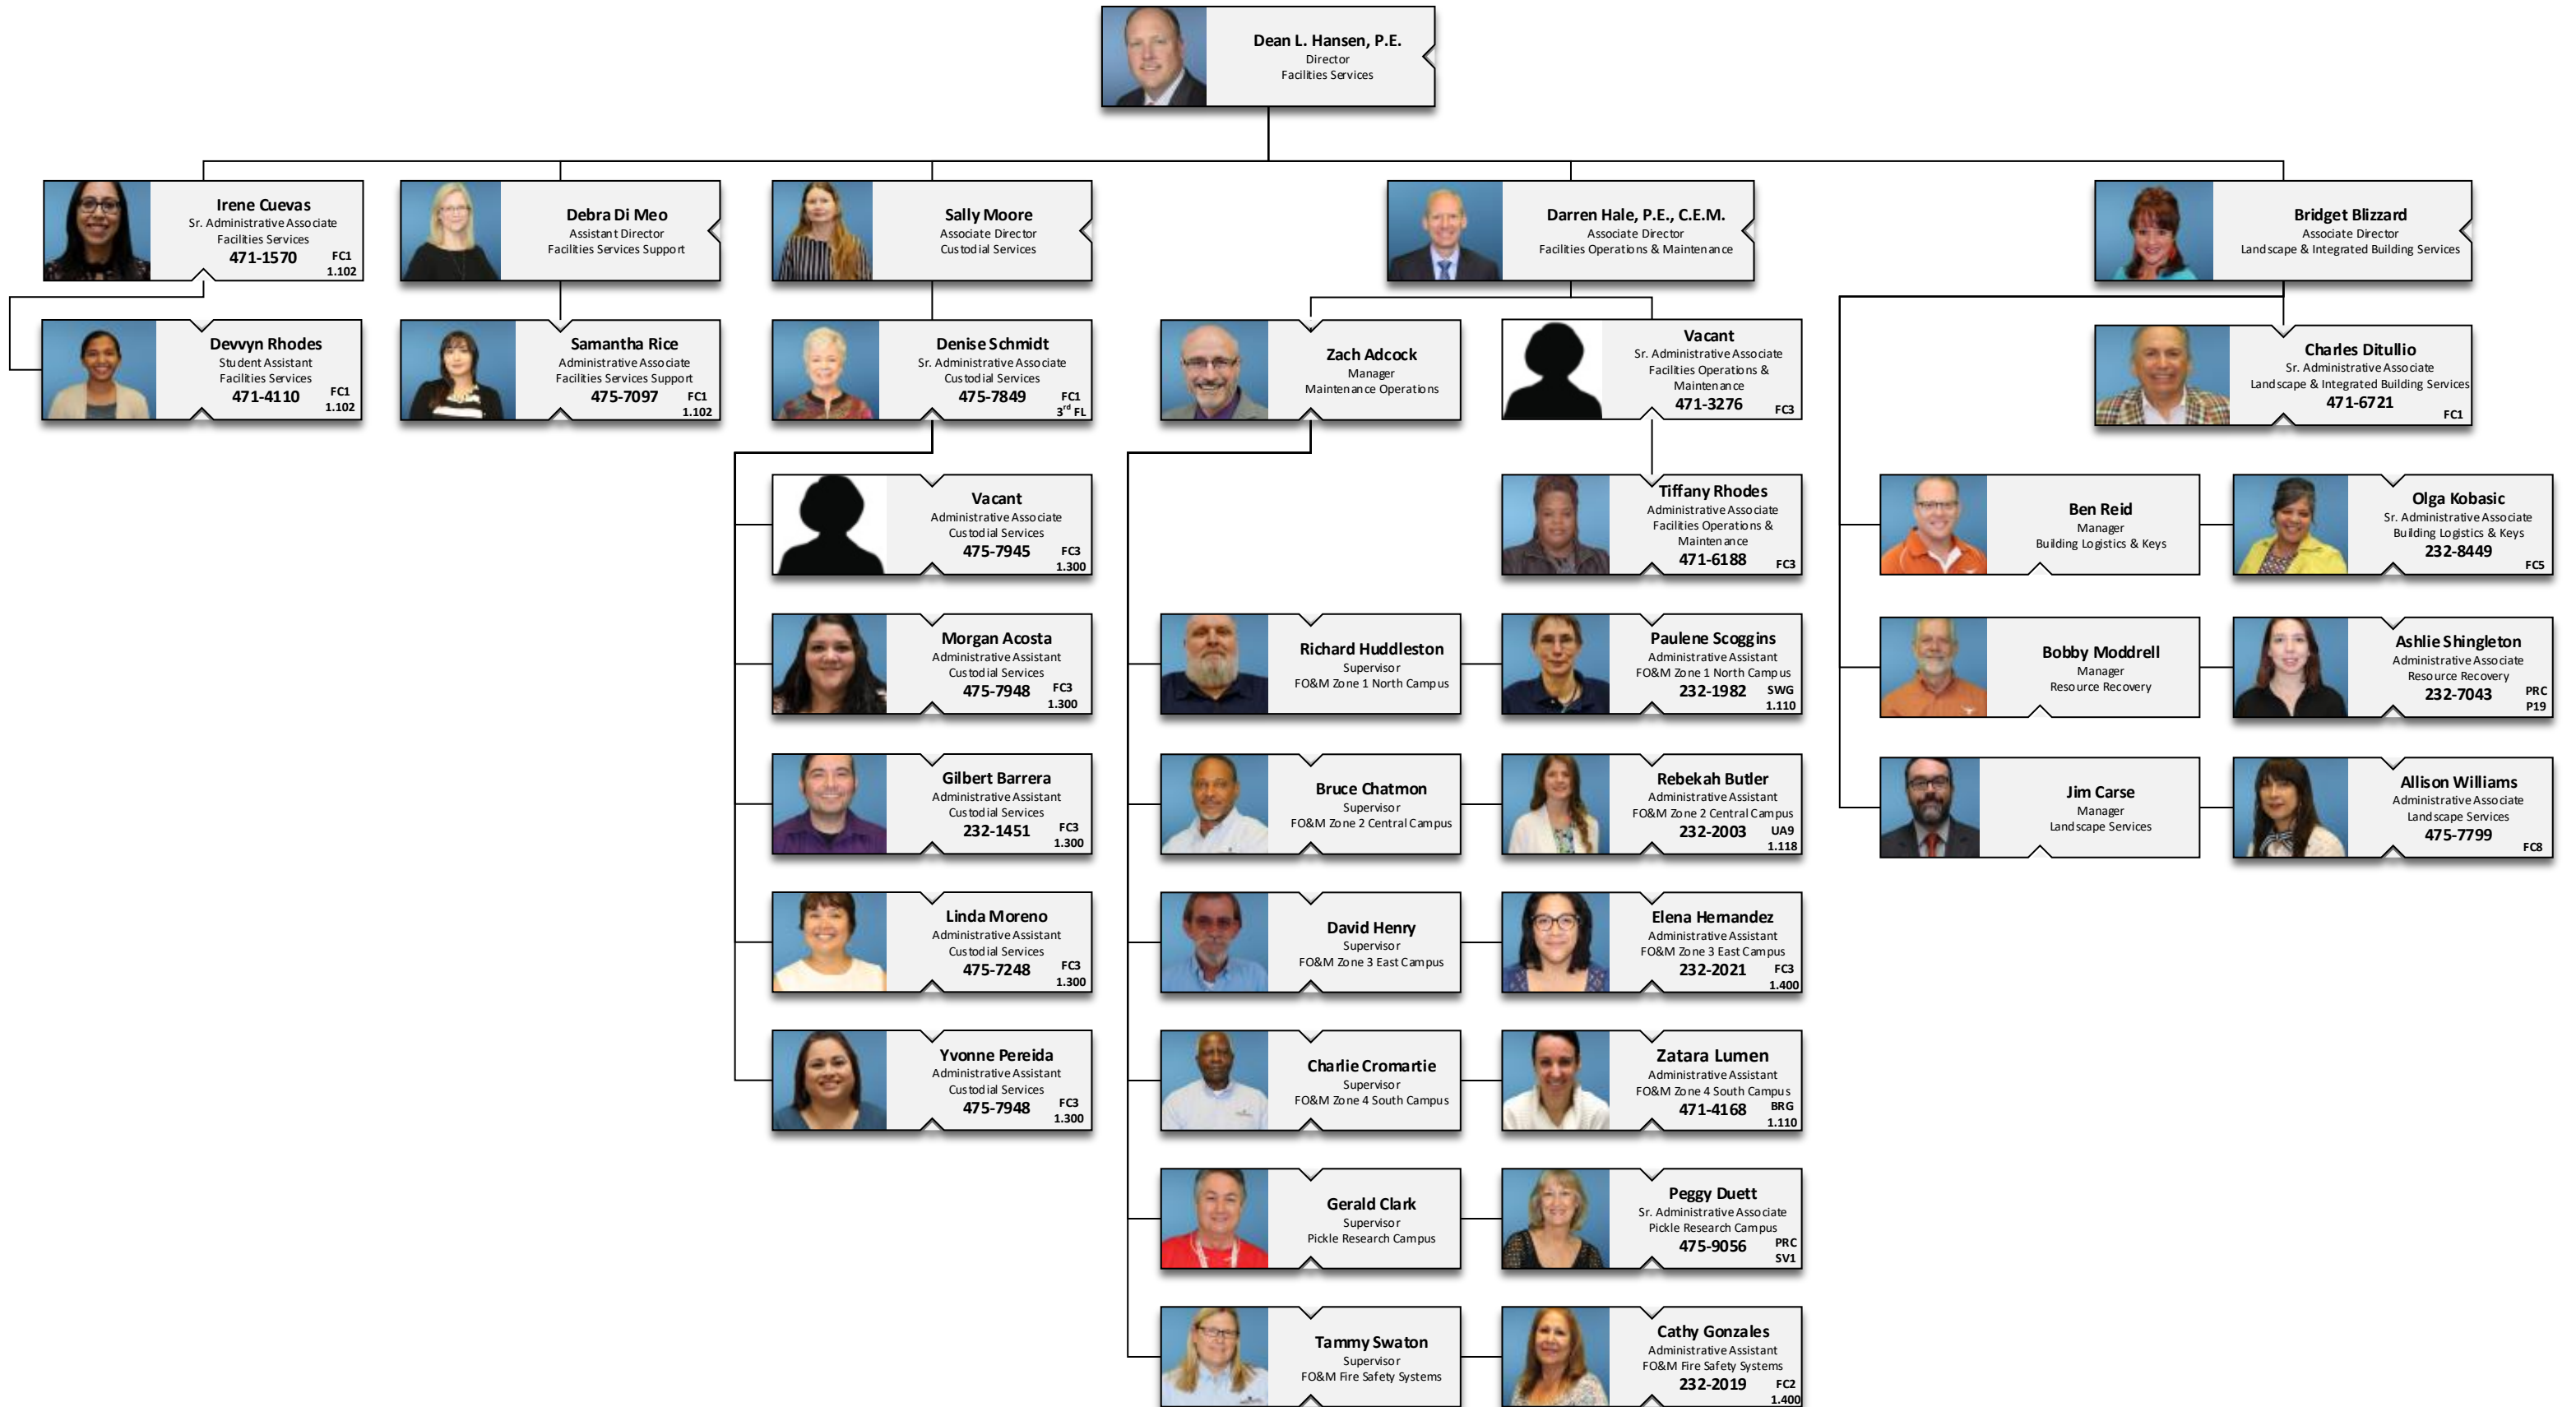 Dean L. Hansen, P.E.
Director
Facilities Services
Irene Cuevas
Sr. Administrative Associate
Facilities Services
471-1570
FC1
1.102
Debra Di Meo
Assistant Director
Facilities Services Support
Sally Moore
Associate Director
Custodial Services
Darren Hale, P.E., C.E.M.
Associate Director
Facilities Operations & Maintenance
Bridget Blizzard
Associate Director
Landscape & Integrated Building Services
Devvyn Rhodes
Student Assistant
Facilities Services
471-4110
FC1
1.102
Samantha Rice
Administrative Associate
Facilities Services Support
475-7097
FC1
1.102
Denise Schmidt
Sr. Administrative Associate
Custodial Services
475-7849
FC1
3rd FL
Zach Adcock
Manager
Maintenance Operations
Vacant
Sr. Administrative Associate
Facilities Operations &
Maintenance
471-3276
FC3
Charles Ditullio
Sr. Administrative Associate
Landscape & Integrated Building Services
471-6721
FC1
Vacant
Administrative Associate
Custodial Services
475-7945
FC3
1.300
Tiffany Rhodes
Administrative Associate
Facilities Operations &
Maintenance
471-6188
FC3
Ben Reid
Manager
Building Logistics & Keys
Olga Kobasic
Sr. Administrative Associate
Building Logistics & Keys
232-8449
FC5
Morgan Acosta
Administrative Assistant
Custodial Services
475-7948
FC3
1.300
Richard Huddleston
Supervisor
FO&M Zone 1 North Campus
Paulene Scoggins
Administrative Assistant
FO&M Zone 1 North Campus
232-1982
SWG
1.110
Bobby Moddrell
Manager
Resource Recovery
Ashlie Shingleton
Administrative Associate
Resource Recovery
232-7043
PRC
P19
Gilbert Barrera
Administrative Assistant
Custodial Services
232-1451
FC3
1.300
Bruce Chatmon
Supervisor
FO&M Zone 2 Central Campus
Rebekah Butler
Administrative Assistant
FO&M Zone 2 Central Campus
232-2003
UA9
1.118
Jim Carse
Manager
Landscape Services
Allison Williams
Administrative Associate
Landscape Services
475-7799
FC8
Linda Moreno
Administrative Assistant
Custodial Services
475-7248
FC3
1.300
David Henry
Supervisor
FO&M Zone 3 East Campus
Elena Hernandez
Administrative Assistant
FO&M Zone 3 East Campus
232-2021
FC3
1.400
Yvonne Pereida
Administrative Assistant
Custodial Services
475-7948
FC3
1.300
Charlie Cromartie
Supervisor
FO&M Zone 4 South Campus
Zatara Lumen
Administrative Assistant
FO&M Zone 4 South Campus
471-4168
BRG
1.110
Gerald Clark
Supervisor
Pickle Research Campus
Peggy Duett
Sr. Administrative Associate
Pickle Research Campus
475-9056
PRC
SV1
Tammy Swaton
Supervisor
FO&M Fire Safety Systems
Cathy Gonzales
Administrative Assistant
FO&M Fire Safety Systems
232-2019
FC2
1.400